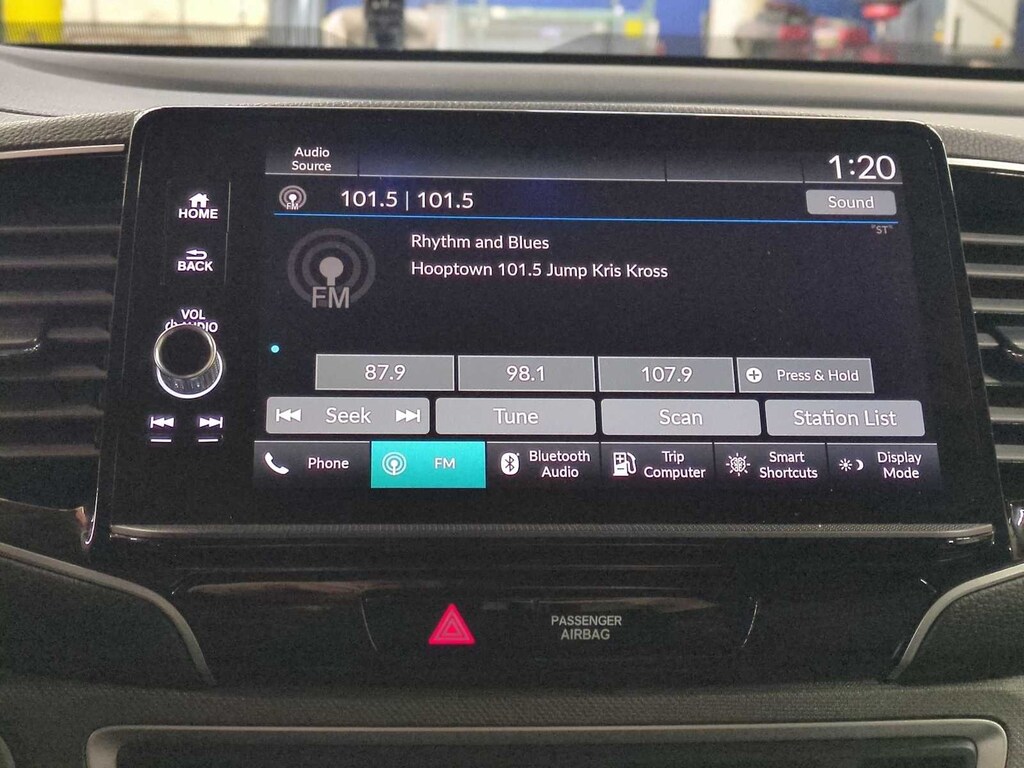 Audio
Source
1:20
FM
101.5 | 101.5
Sound
"ST"
HOME
Rhythm and Blues
Hooptown 101.5 Jump Kris Kross
BACK
FM
VOL
AUDIO
87.9
98.1
107.9
Press & Hold
Seek
Tune
Scan
Station List
Phone
FM
Bluetooth
Audio
Trip
Computer
Smart
Shortcuts
Display
Mode
PASSENGER
AIRBAG